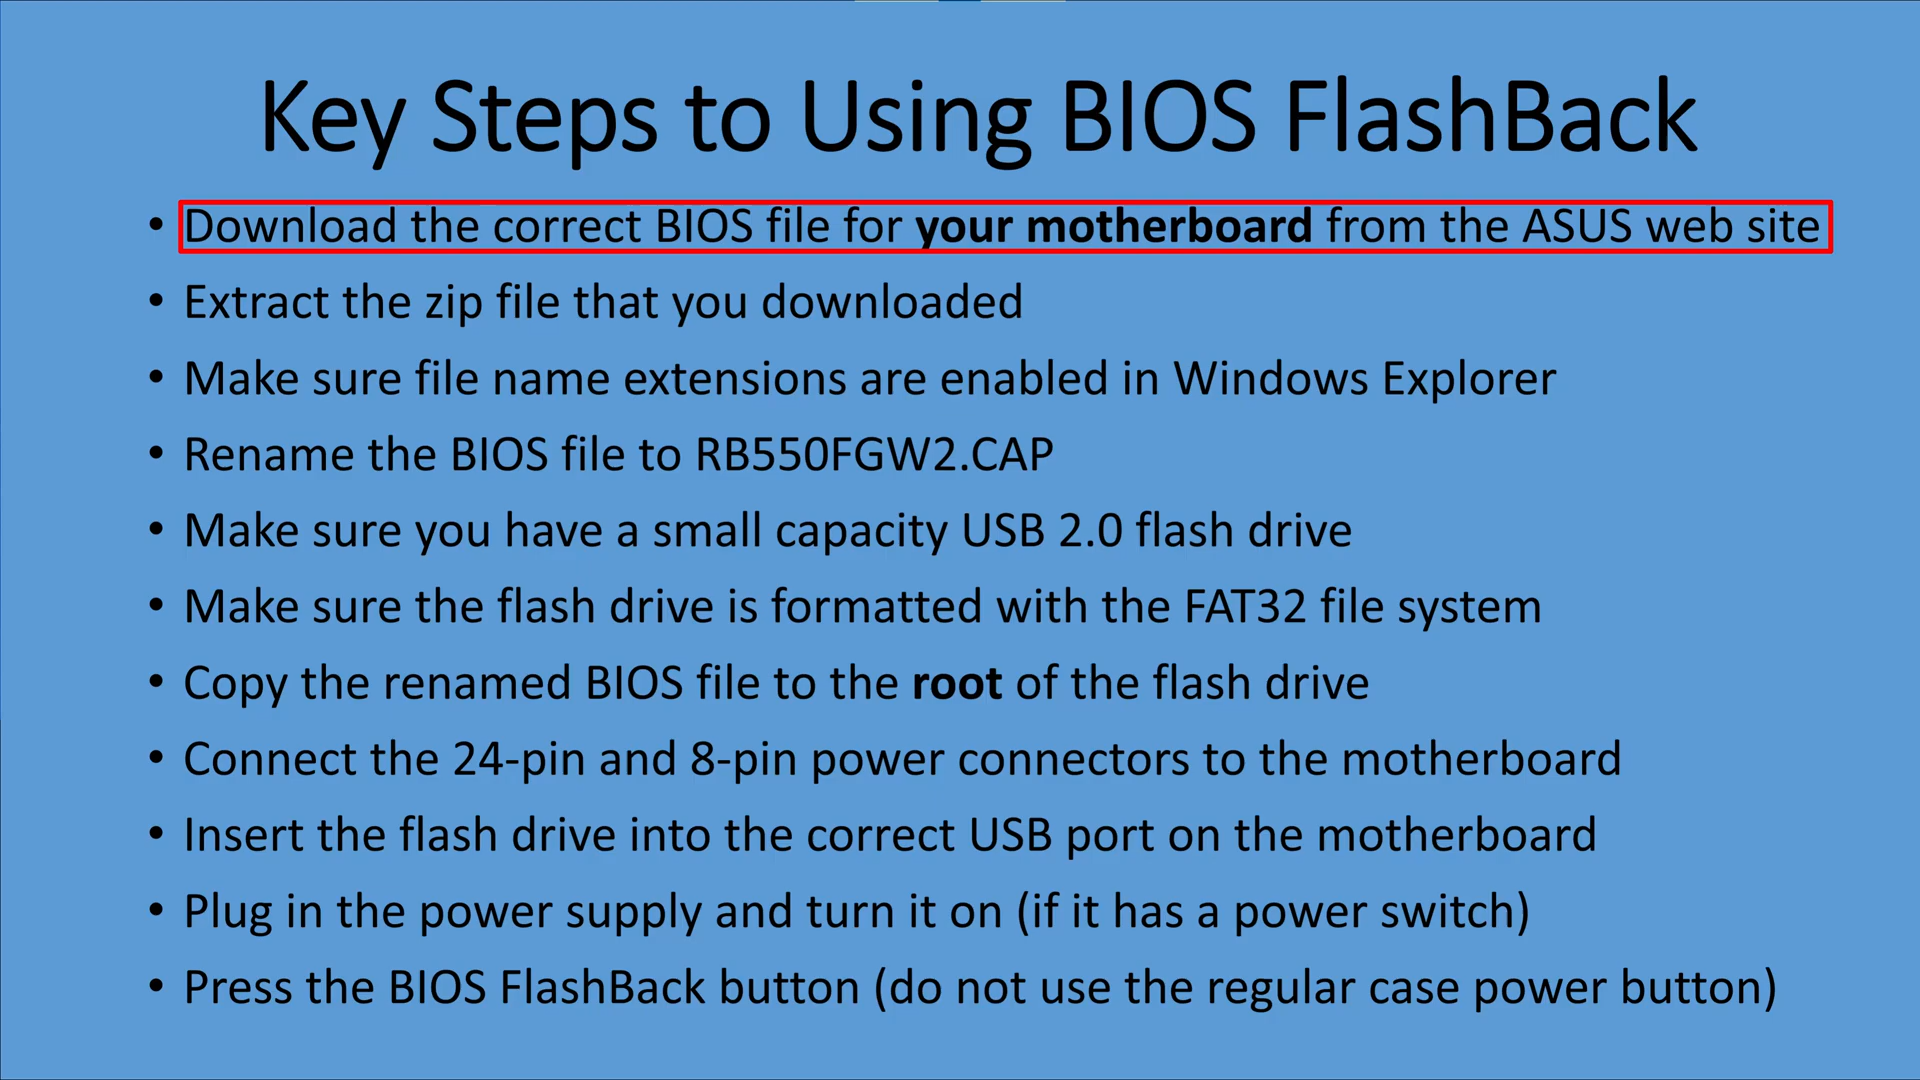 Key Steps to Using BIOS FlashBack
• Download the correct BIOS file for your motherboard from the ASUS web site
• Extract the zip file that you downloaded
• Make sure file name extensions are enabled in Windows Explorer
• Rename the BIOS file to RB550FGW2.CAP
• Make sure you have a small capacity USB 2.0 flash drive
• Make sure the flash drive is formatted with the FAT32 file system
• Copy the renamed BIOS file to the root of the flash drive
• Connect the 24-pin and 8-pin power connectors to the motherboard
• Insert the flash drive into the correct USB port on the motherboard
• Plug in the power supply and turn it on (if it has a power switch)
• Press the BIOS FlashBack button (do not use the regular case power button)